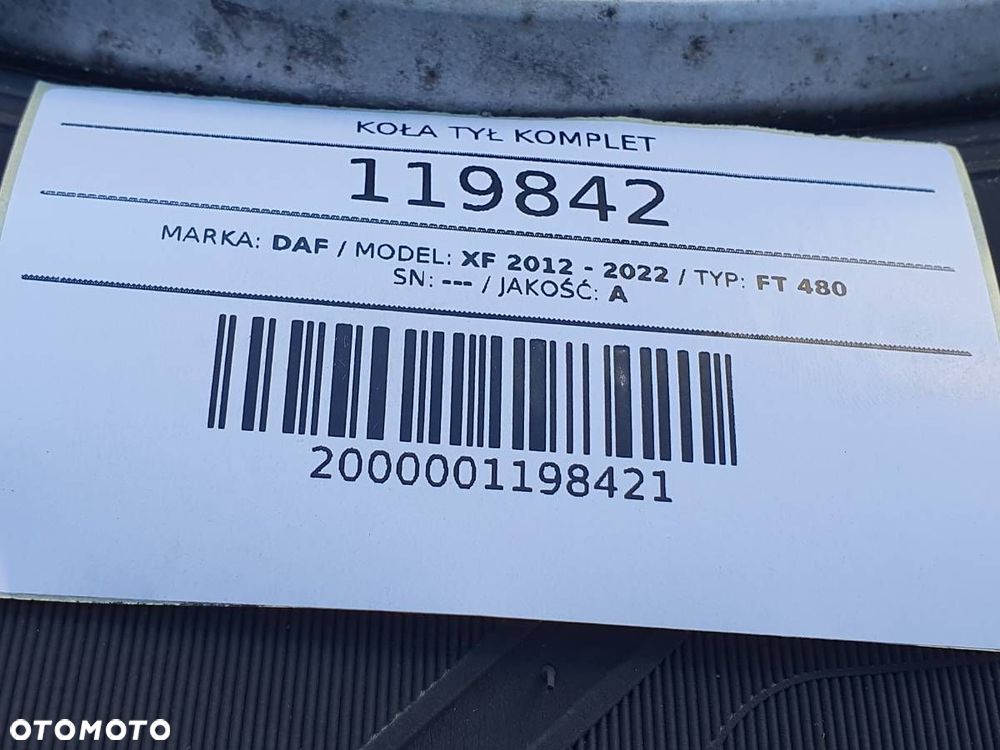 KOŁA TYŁ KOMPLET
119842
MARKA: DAF / MODEL: XF 2012 - 2022 / TYP: FT 480
SN: --- / JAKOŚĆ: A
2000001198421
OTOMOTO